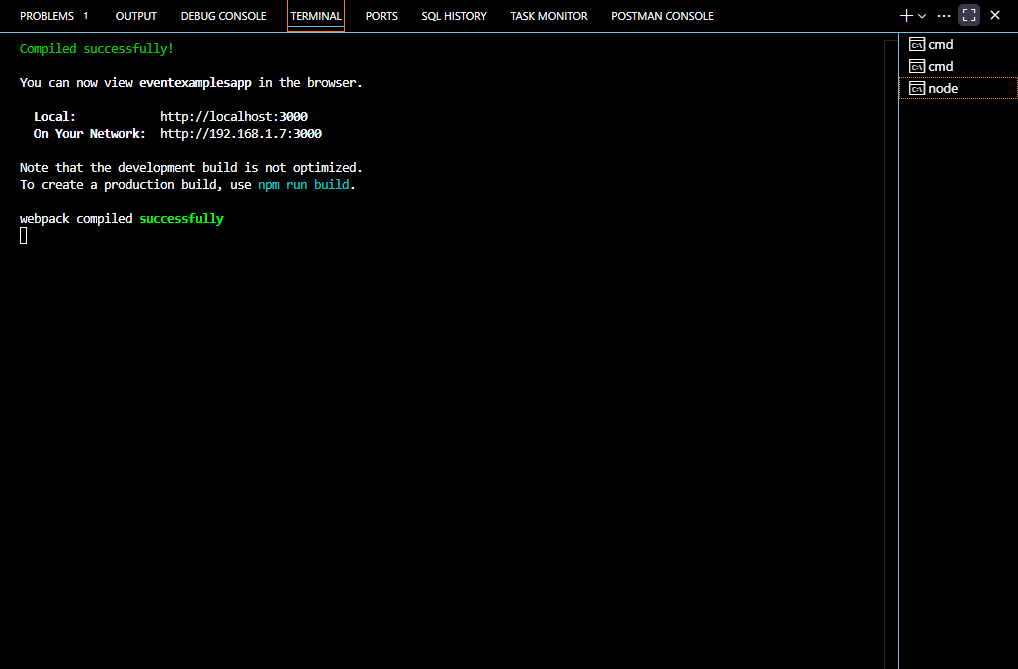 PROBLEMS 1 OUTPUT DEBUG CONSOLE TERMINAL PORTS SQL HISTORY TASK MONITOR POSTMAN CONSOLE
Compiled successfully!
You can now view eventexamplesapp in the browser.
Local: http://localhost:3000
On Your Network: http://192.168.1.7:3000
Note that the development build is not optimized.
To create a production build, use npm run build.
webpack compiled successfully
cmd
cmd
node